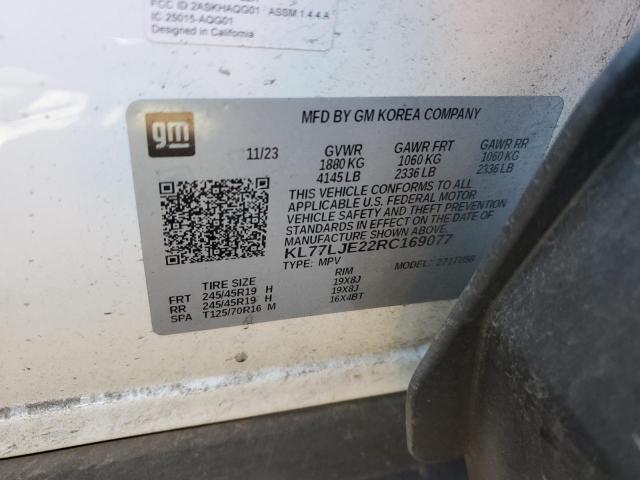 FCC ID:2ASKHAQG01 ASSM:1.4.4.A
IC:25015-AQG01
Designed in California
gm
MFD BY GM KOREA COMPANY
11/23 GVWR GAWR FRT GAWR RR
1880 KG 1060 KG 1060 KG
4145 LB 2336 LB 2336 LB
THIS VEHICLE CONFORMS TO ALL
APPLICABLE U.S. FEDERAL MOTOR
VEHICLE SAFETY AND THEFT PREVENTION
STANDARDS IN EFFECT ON THE DATE OF
MANUFACTURE SHOWN ABOVE.
KL77LJE22RC169077
TYPE: MPV MODEL:
TIRE SIZE RIM
FRT 245/45R19 H 19X8J
RR 245/45R19 H 19X8J
SPA T125/70R16 M 16X4BT